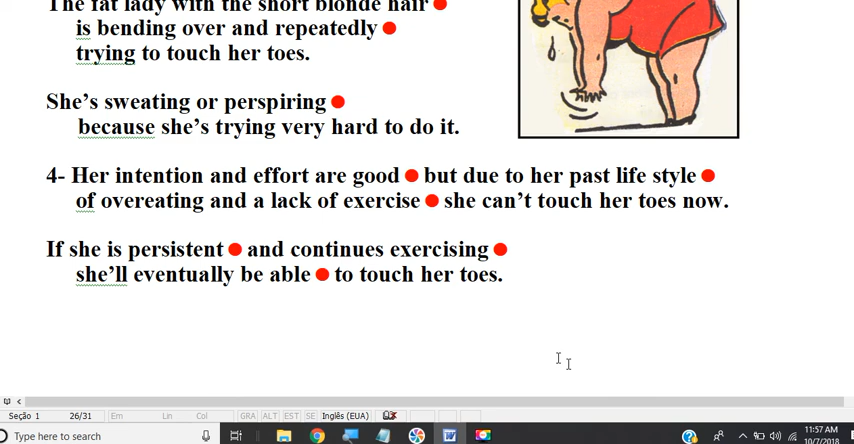 The fat lady with the short blonde hair
is bending over and repeatedly
trying to touch her toes.
She's sweating or perspiring
because she's trying very hard to do it.
4- Her intention and effort are good but due to her past life style
of overeating and a lack of exercise she can't touch her toes now.
If she is persistent and continues exercising
she'll eventually be able to touch her toes.
Seção 1 26/31 Em Lin Col GRA ALT EST SE Inglês (EUA)
Type here to search
11:57 AM
10/7/2018